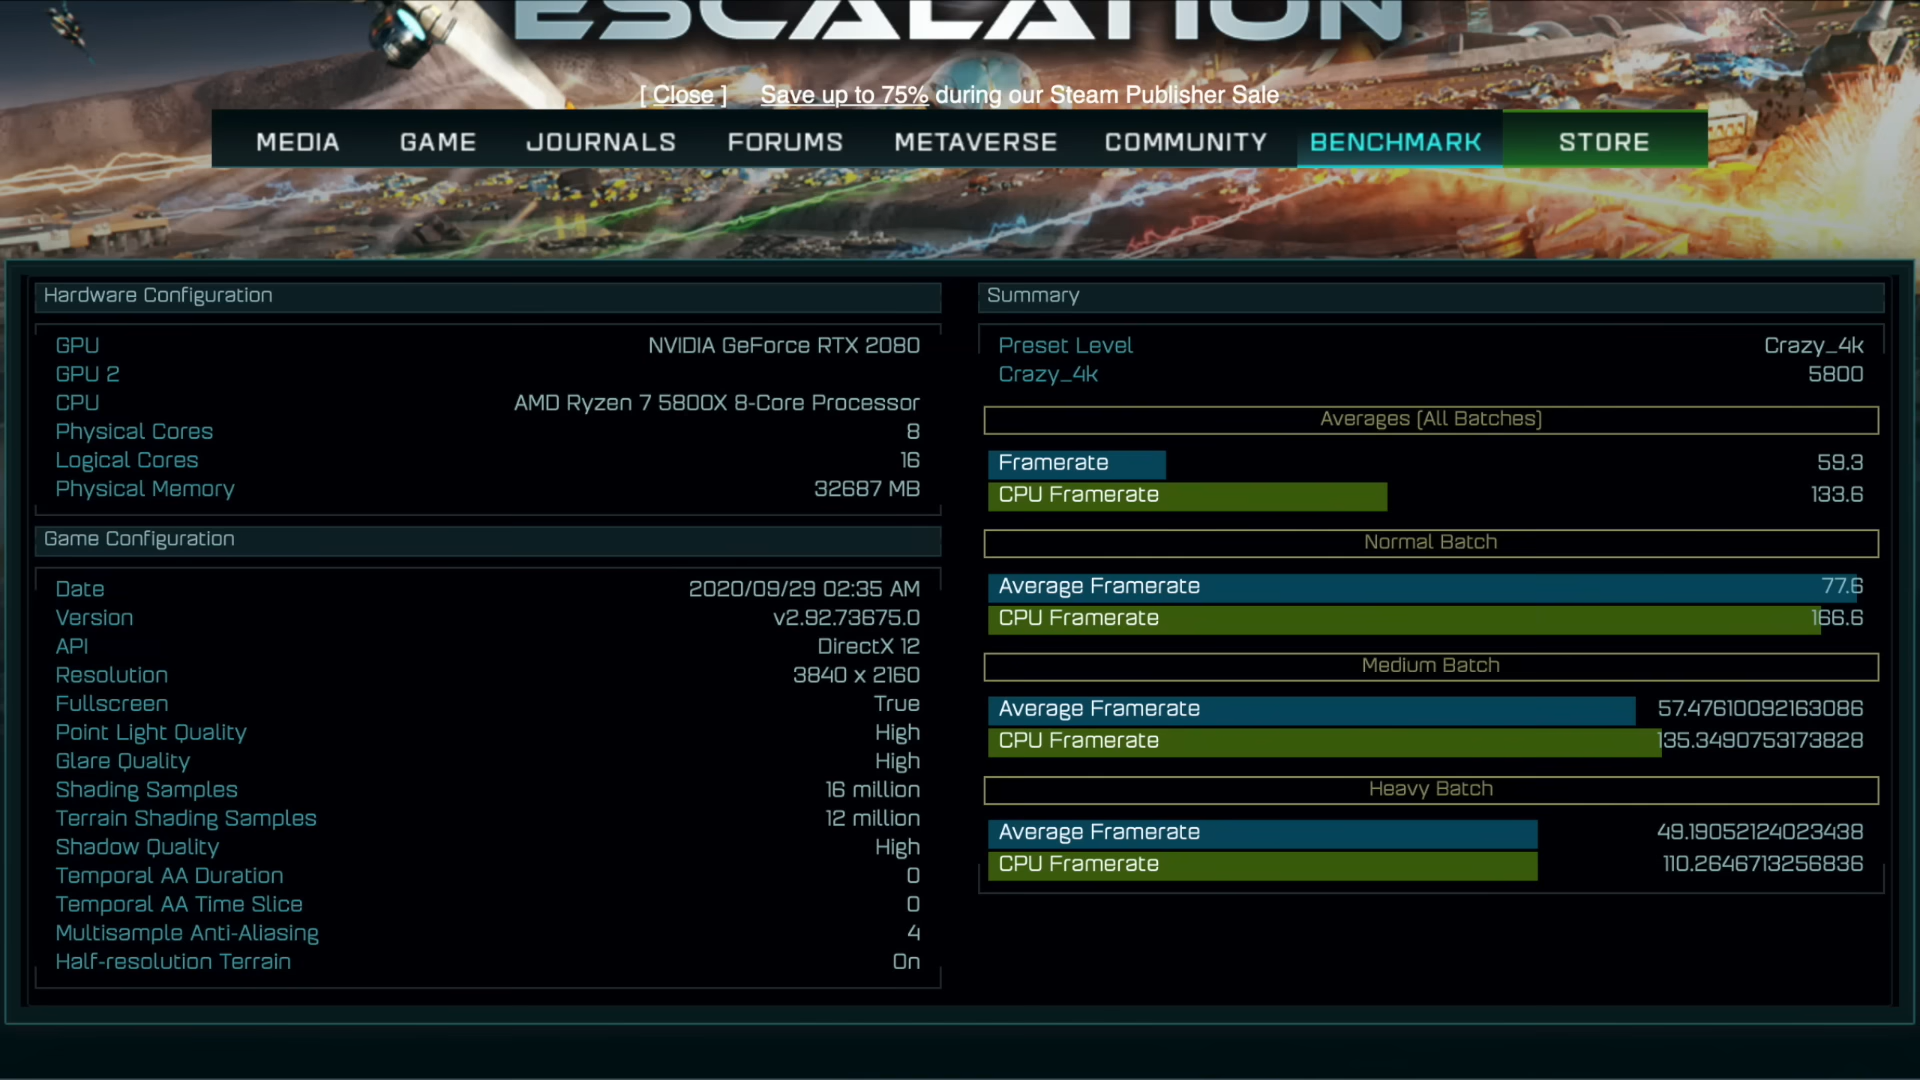 ESCALATION
[ Close ] Save up to 75% during our Steam Publisher Sale
MEDIA GAME JOURNALS FORUMS METAVERSE COMMUNITY BENCHMARK STORE
Hardware Configuration
GPU NVIDIA GeForce RTX 2080
GPU 2
CPU AMD Ryzen 7 5800X 8-Core Processor
Physical Cores 8
Logical Cores 16
Physical Memory 32687 MB
Game Configuration
Date 2020/09/29 02:35 AM
Version v2.92.73675.0
API DirectX 12
Resolution 3840 x 2160
Fullscreen True
Point Light Quality High
Glare Quality High
Shading Samples 16 million
Terrain Shading Samples 12 million
Shadow Quality High
Temporal AA Duration 0
Temporal AA Time Slice 0
Multisample Anti-Aliasing 4
Half-resolution Terrain On
Summary
Preset Level Crazy_4k
Crazy_4k 5800
Averages (All Batches)
Framerate 59.3
CPU Framerate 133.6
Normal Batch
Average Framerate 77.6
CPU Framerate 166.6
Medium Batch
Average Framerate 57.47610092163086
CPU Framerate 135.3490753173828
Heavy Batch
Average Framerate 49.19052124023438
CPU Framerate 110.2646713256836